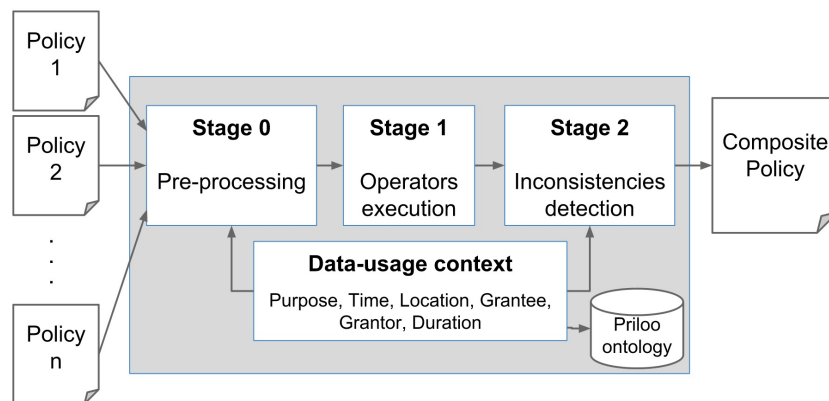 Policy
1
Policy
2
.
.
.
Policy
n
Stage 0
Pre-processing
Stage 1
Operators
execution
Stage 2
Inconsistencies
detection
Data-usage context
Purpose, Time, Location, Grantee,
Grantor, Duration
Priloo
ontology
Composite
Policy